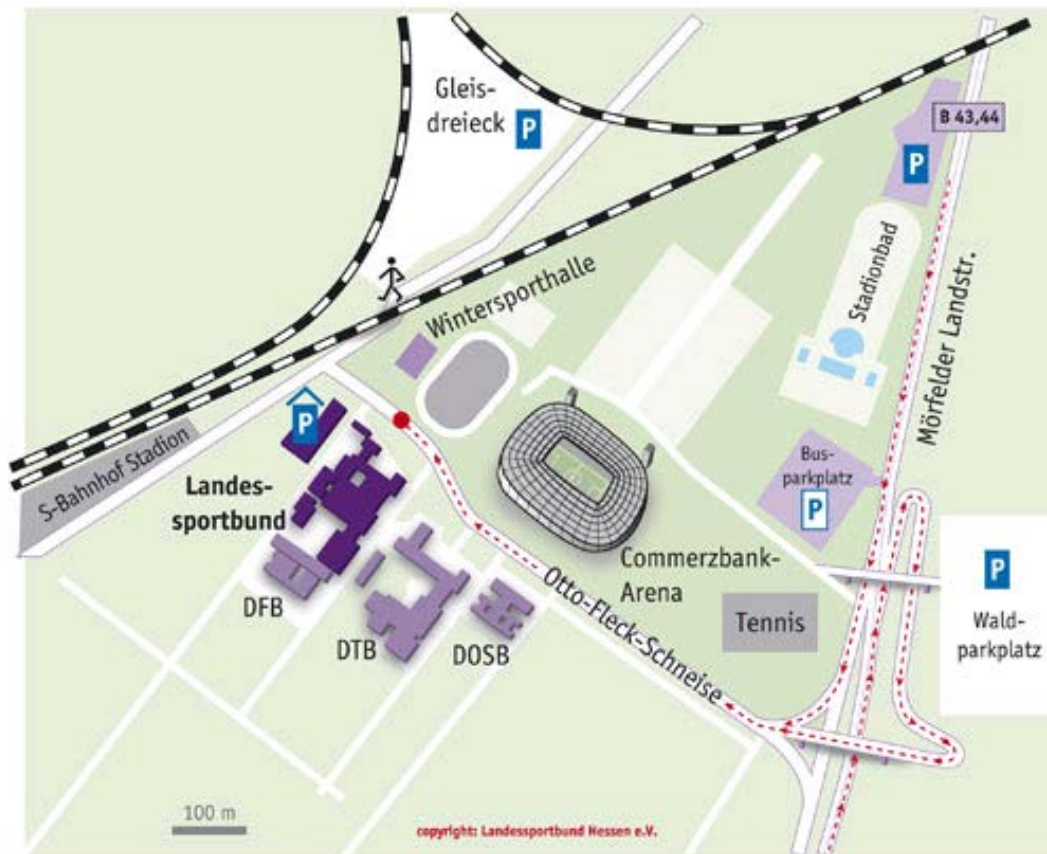 Gleis-
dreieck
P
B 43,44
P
Wintersporthalle
Stadionbad
Mörfelder Landstr.
P
S-Bahnhof Stadion
Landes-
sportbund
Bus-
parkplatz
P
Commerzbank-
Arena
Otto-Fleck-Schneise
P
Wald-
parkplatz
Tennis
DFB
DTB
DOSB
100 m
copyright: Landessportbund Hessen e.V.